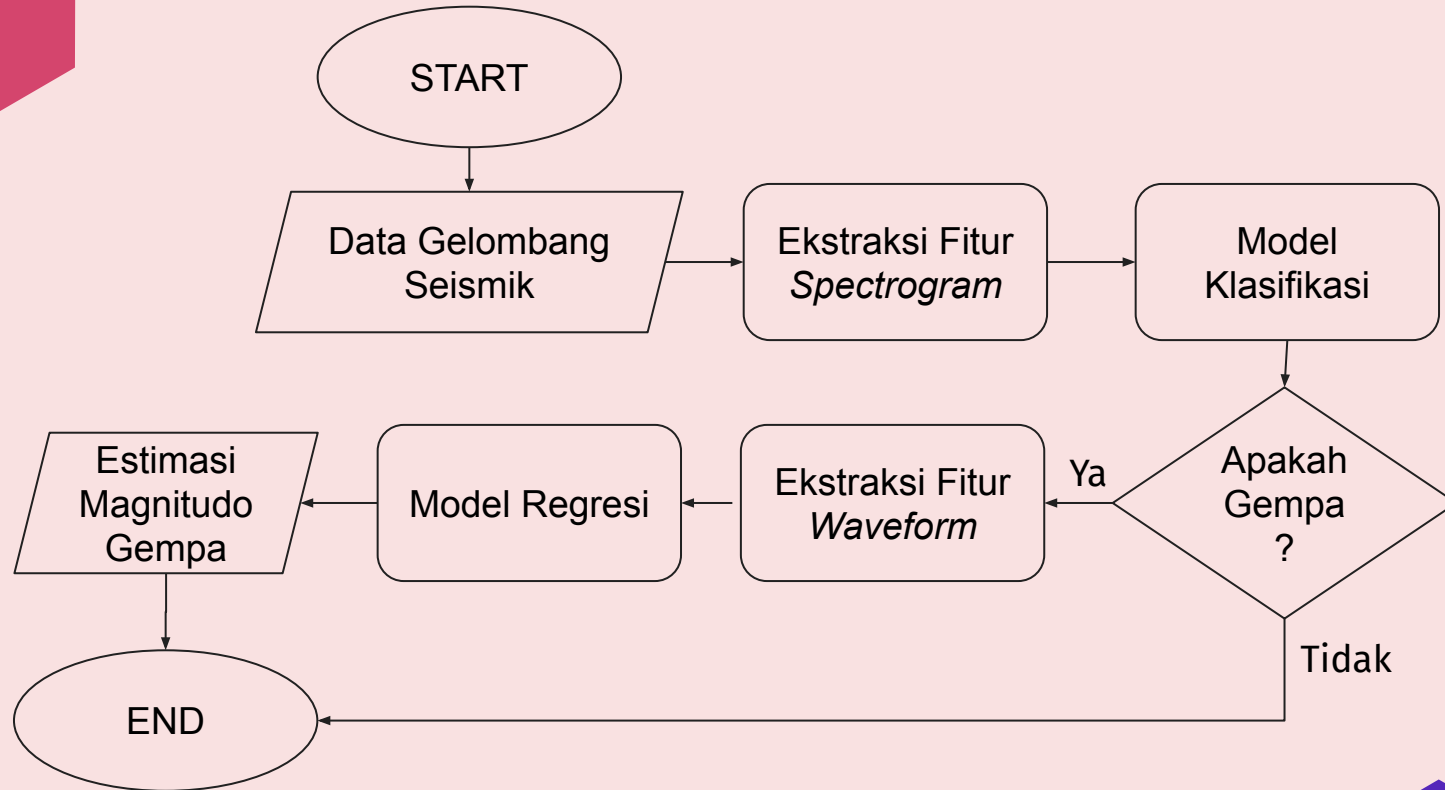 START
Data Gelombang
Seismik
Ekstraksi Fitur
Spectrogram
Model
Klasifikasi
Apakah
Gempa
?
Ya
Ekstraksi Fitur
Waveform
Model Regresi
Estimasi
Magnitudo
Gempa
Tidak
END